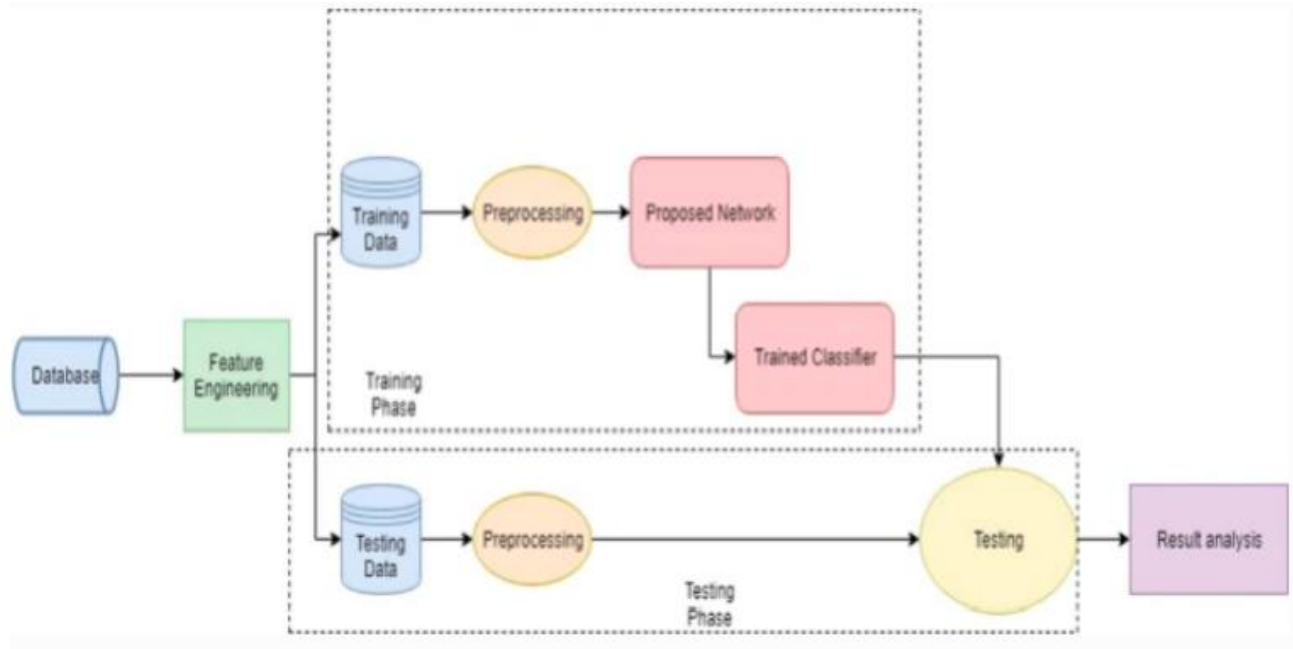 Training
Data
Preprocessing
Proposed Network
Database
Feature
Engineering
Trained Classifier
Training
Phase
Testing
Data
Preprocessing
Testing
Result analysis
Testing
Phase